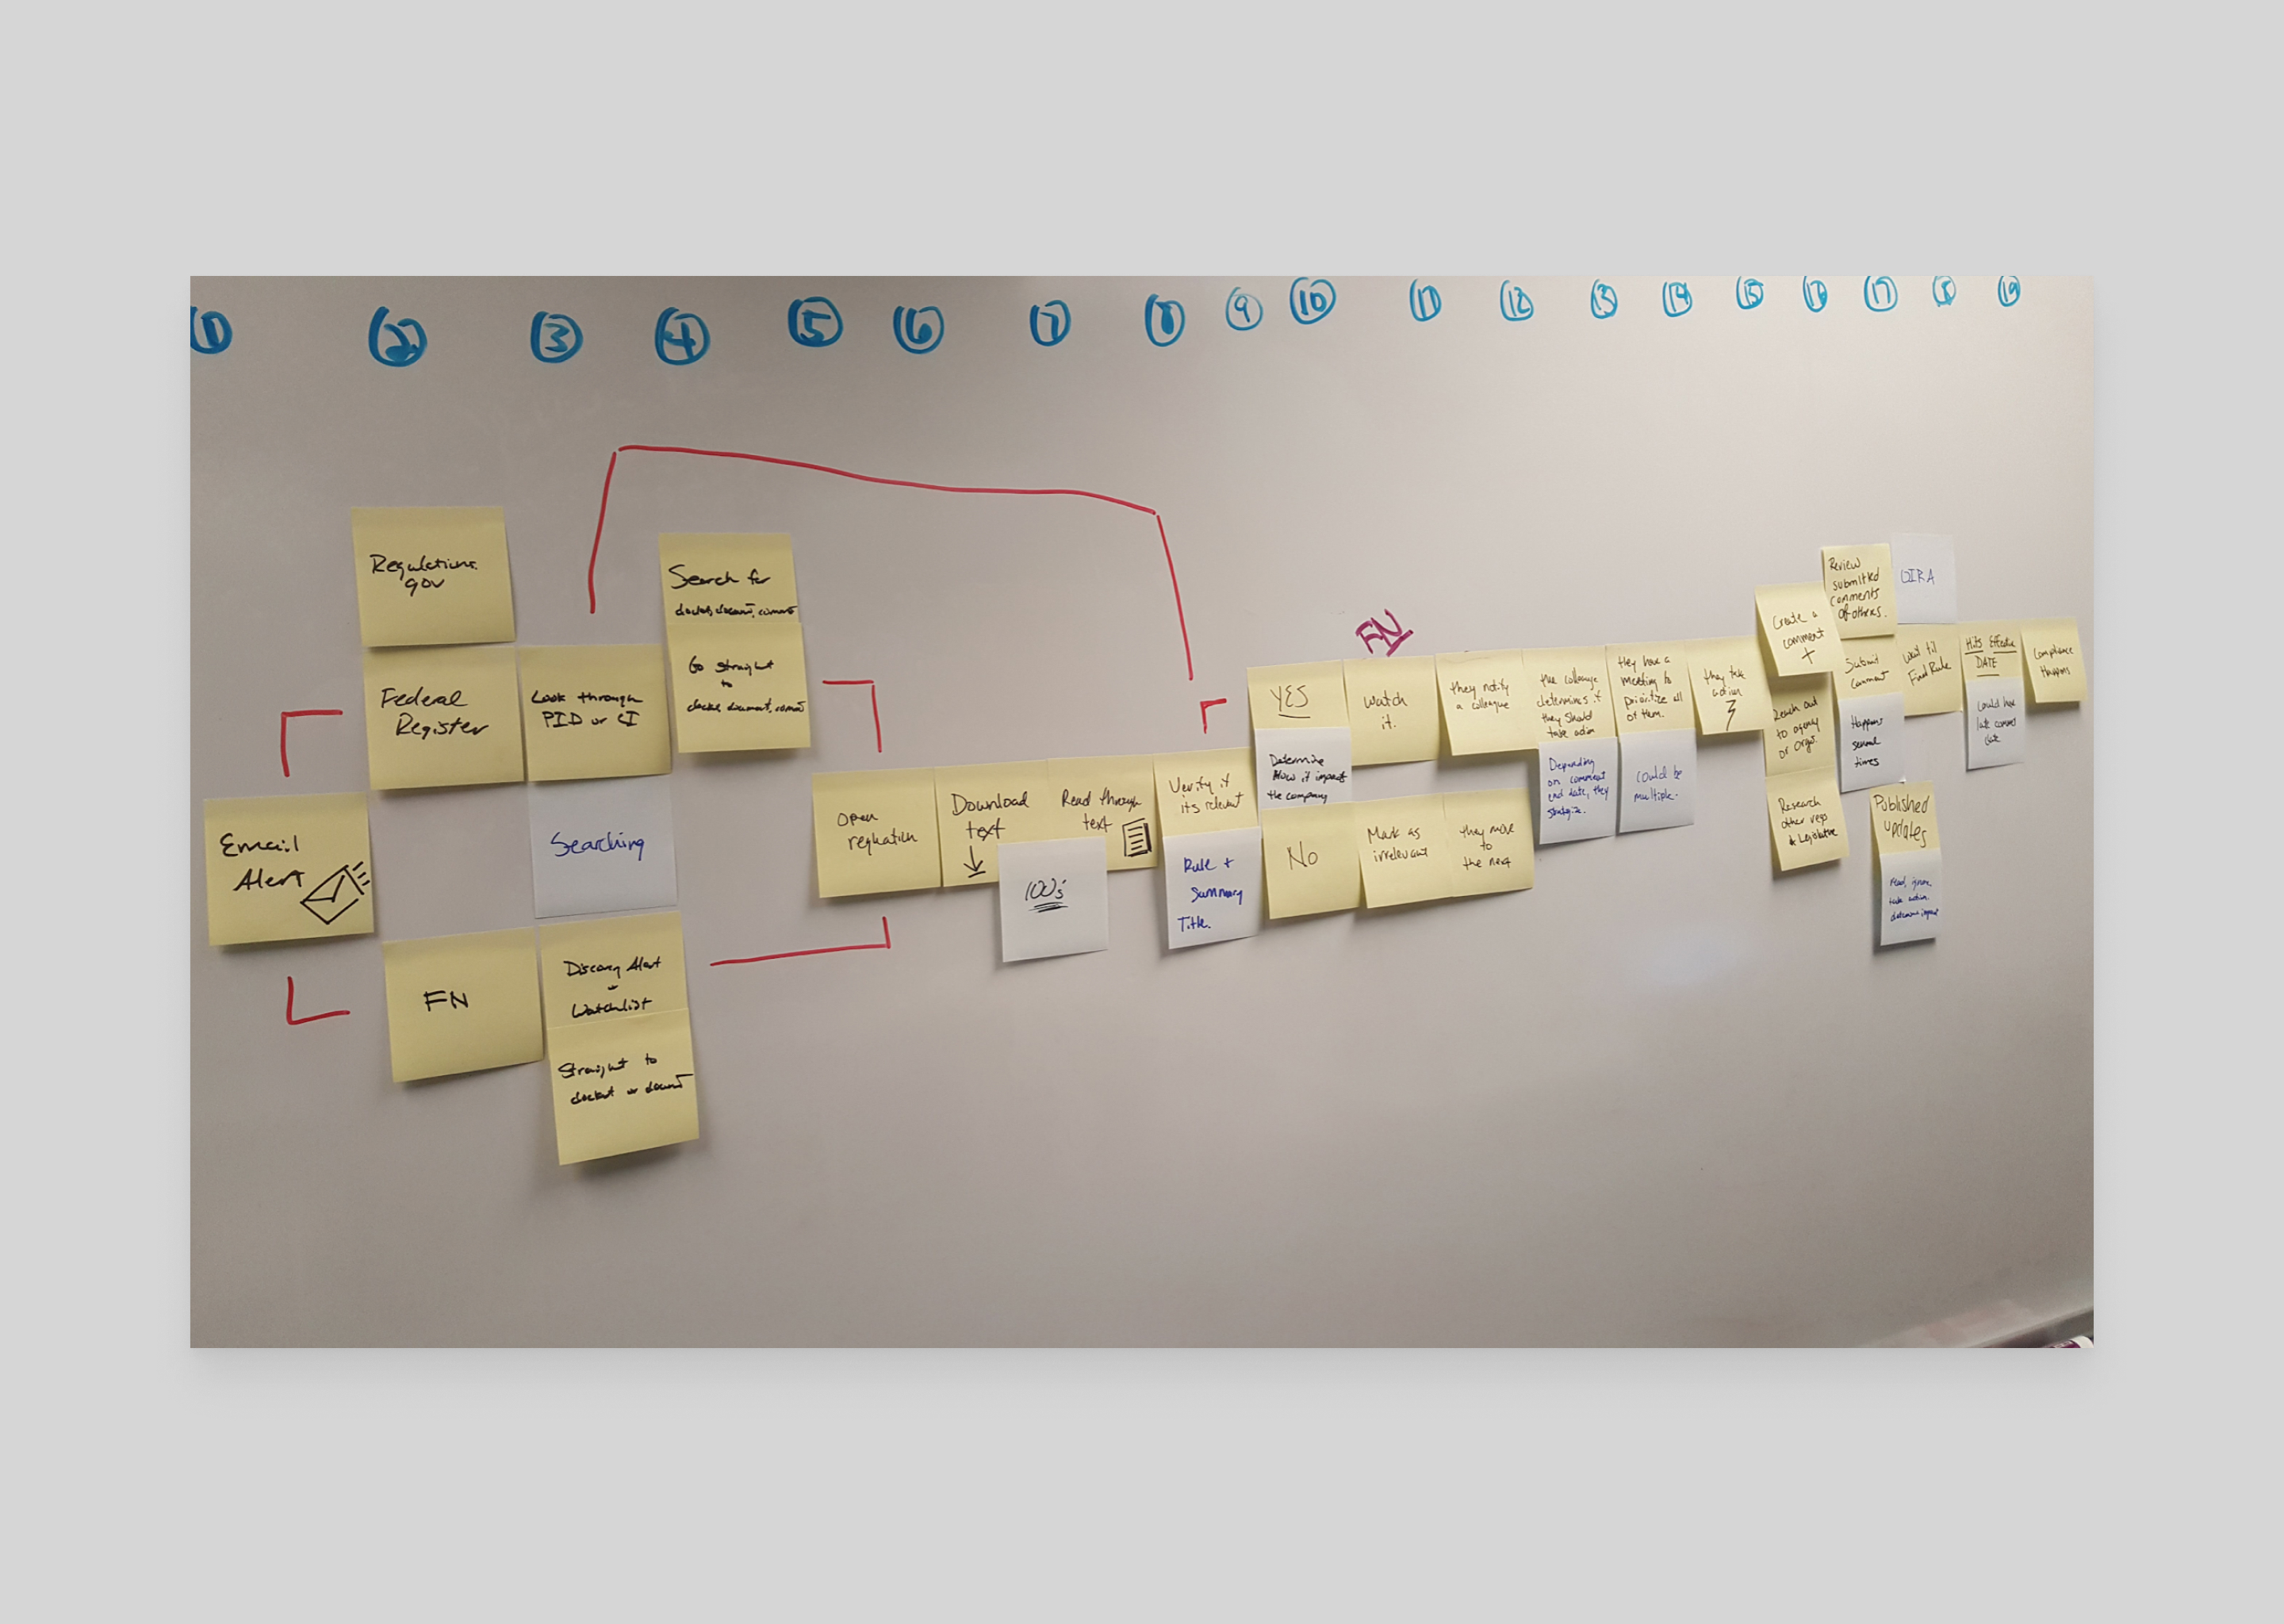 1
2
3
4
5
6
7
8
9
10
11
12
13
14
15
16
17
18
19
Email
Alert
Regulations.
gov
Federal
Register
FN
Look through
PID or CI
Searching
Discovery Alert
or
Watchlist
Straight to
docket or document
Search for
docket, document, comment
Go straight
to
docket, document, comment
Open
regulation
Download
text
100's
Read through
text
Verify if
its relevant
Rule +
Summary
Title.
YES
Determine
How it impact
the company
No
FN
Watch
it.
Mark as
irrelevant
they notify
a colleague
they move
to
the next
the colleague
determines if
they should
take action
Depending
on comment
end date, they
strategize.
they have a
meeting to
prioritize all
of them.
Could be
multiple.
they take
action
Create a
comment
+
Reach out
to agency
or orgs.
Research
other regs
& Legislative
Review
submitted
comments
of others.
Submit
Comment
Happens
several
times
Published
updates
read, ignore,
take action,
determine impact
OIRA
Wait til
Final Rule
Hits Effective
DATE
Could have
late comment
date
Compliance
Happens